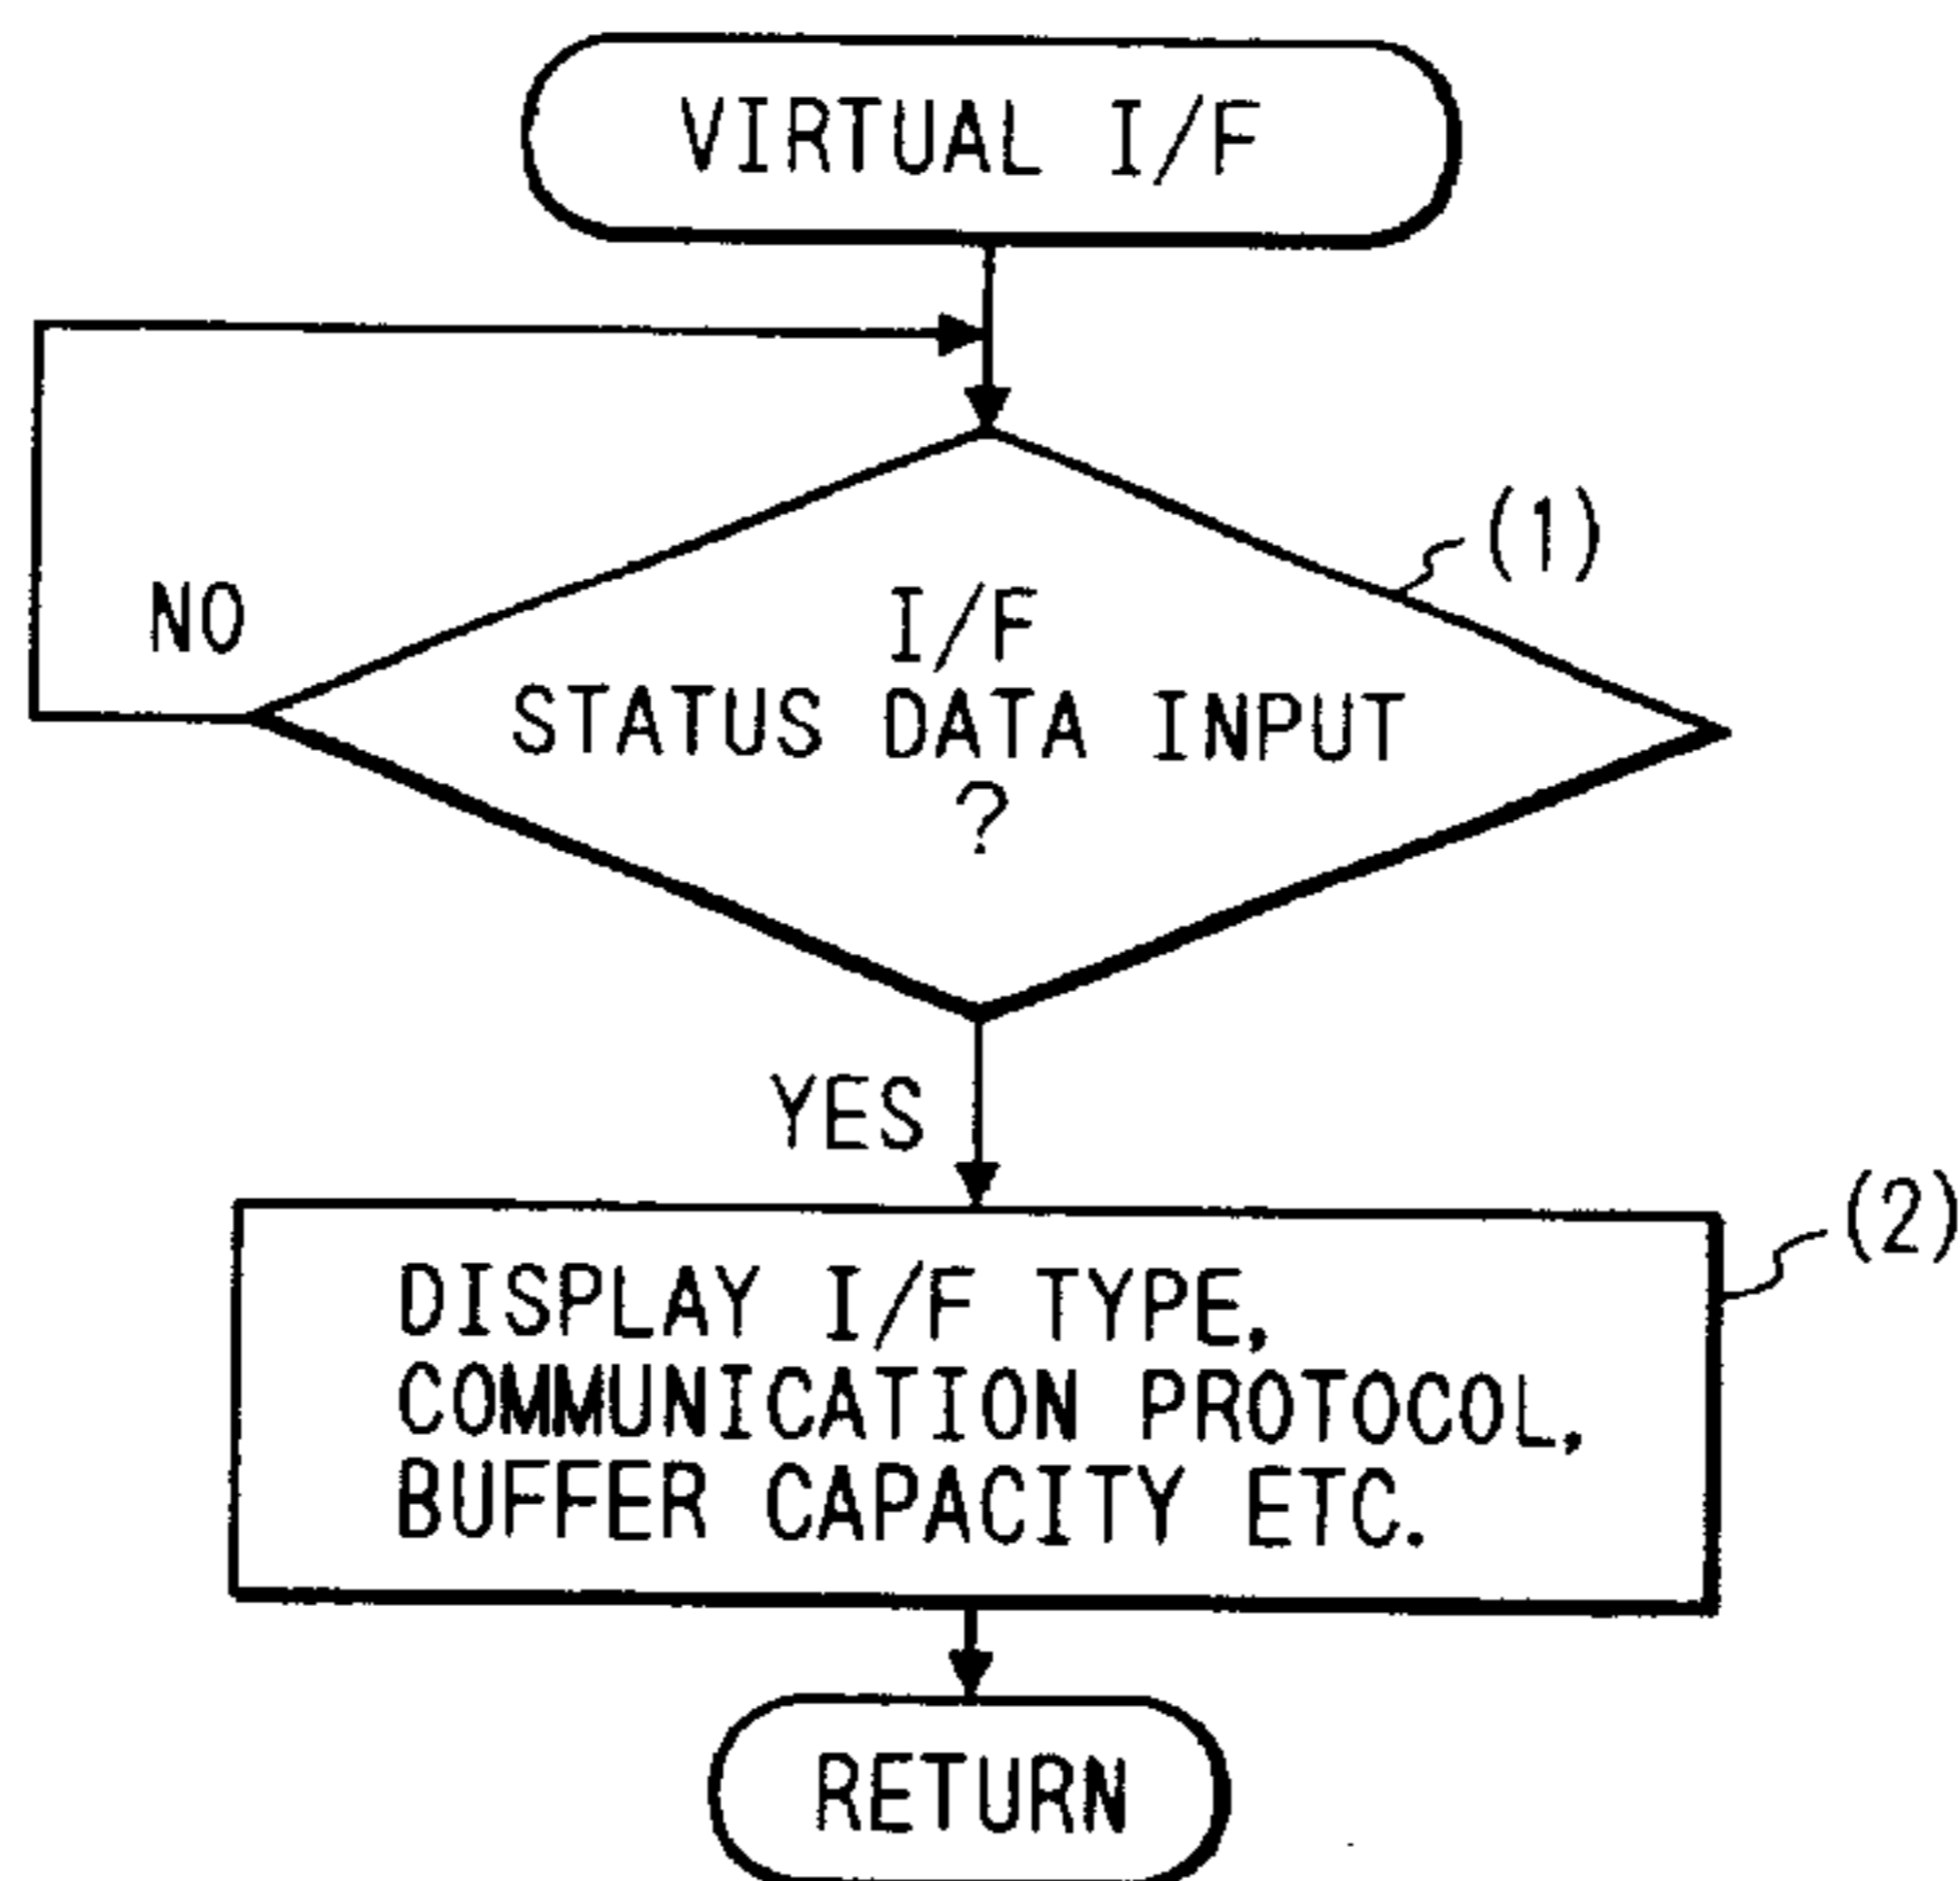 VIRTUAL I/F
(1)
NO
I/F
STATUS DATA INPUT
?
YES
(2)
DISPLAY I/F TYPE,
COMMUNICATION PROTOCOL,
BUFFER CAPACITY ETC.
RETURN